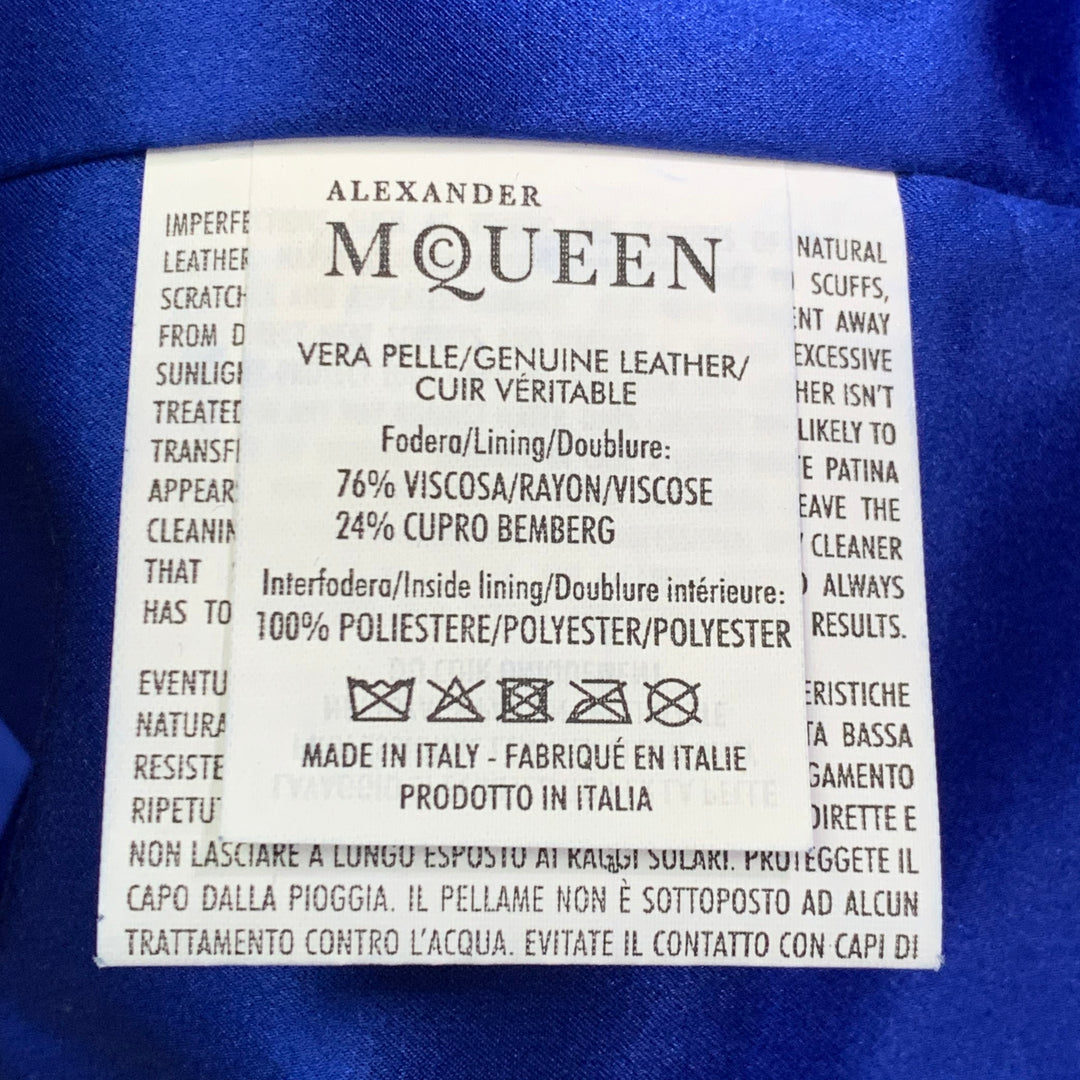 ALEXANDER
McQUEEN
VERA PELLE/GENUINE LEATHER/
CUIR VÉRITABLE
Fodera/Lining/Doublure:
76% VISCOSA/RAYON/VISCOSE
24% CUPRO BEMBERG
Interfodera/Inside lining/Doublure intérieure:
100% POLIESTERE/POLYESTER/POLYESTER
MADE IN ITALY - FABRIQUÉ EN ITALIE
PRODOTTO IN ITALIA
IMPERFE
LEATHER NATURAL
SCRATCH SCUFFS,
FROM D ENT AWAY
SUNLIGH EXCESSIVE
TREATED HER ISN'T
TRANSF LIKELY TO
APPEAR E PATINA
CLEANIN EAVE THE
THAT CLEANER
HAS TO ALWAYS
RESULTS.
EVENTU ERISTICHE
NATURA TA BASSA
RESISTE GAMENTO
RIPETU DIRETTE E
NON LASCIARE A LUNGO ESPOSTO AI RAGGI SOLARI. PROTEGGETE IL
CAPO DALLA PIOGGIA. IL PELLAME NON È SOTTOPOSTO AD ALCUN
TRATTAMENTO CONTRO L'ACQUA. EVITATE IL CONTATTO CON CAPI DI